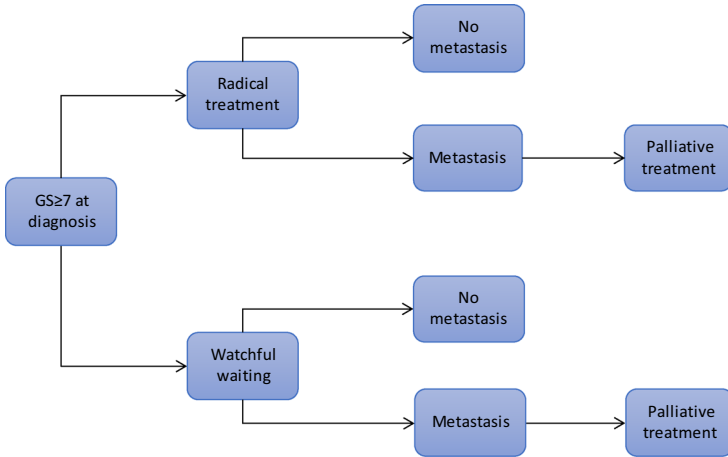 No
metastasis
Radical
treatment
Metastasis
Palliative
treatment
GS≥7 at
diagnosis
No
metastasis
Watchful
waiting
Metastasis
Palliative
treatment